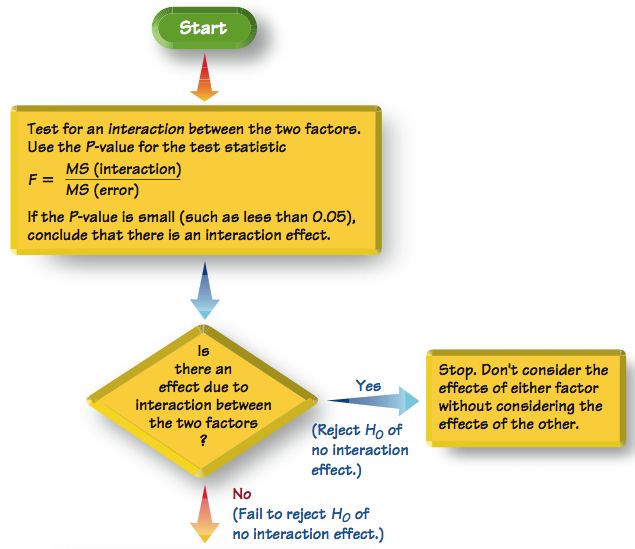 Start
Test for an interaction between the two factors.
Use the P-value for the test statistic
F = MS (interaction)
MS (error)
If the P-value is small (such as less than 0.05),
conclude that there is an interaction effect.
Is
there an
effect due to
interaction between
the two factors
?
Yes
(Reject H0 of
no interaction
effect.)
Stop. Don't consider the
effects of either factor
without considering the
effects of the other.
No
(Fail to reject H0 of
no interaction effect.)